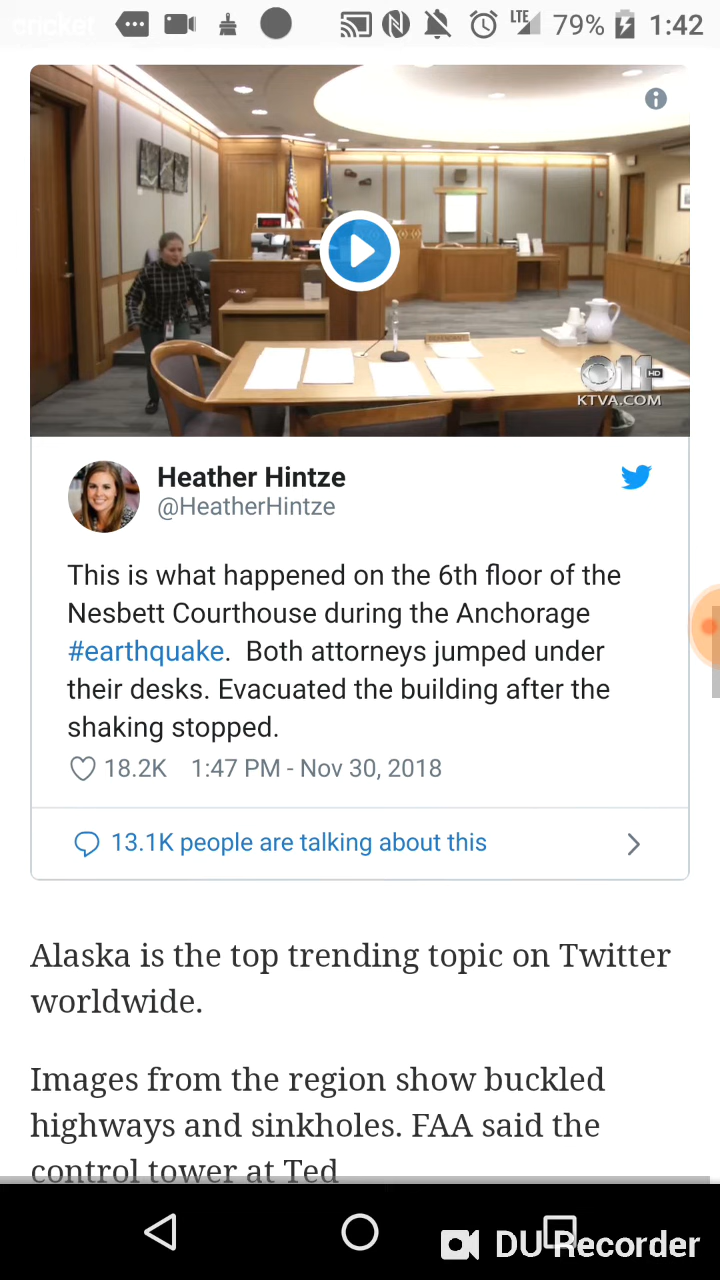 cricket LTE 79% 1:42
11 HD
KTVA.COM
Heather Hintze
@HeatherHintze
This is what happened on the 6th floor of the
Nesbett Courthouse during the Anchorage
#earthquake. Both attorneys jumped under
their desks. Evacuated the building after the
shaking stopped.
18.2K 1:47 PM - Nov 30, 2018
13.1K people are talking about this
Alaska is the top trending topic on Twitter
worldwide.
Images from the region show buckled
highways and sinkholes. FAA said the
control tower at Ted
DU Recorder